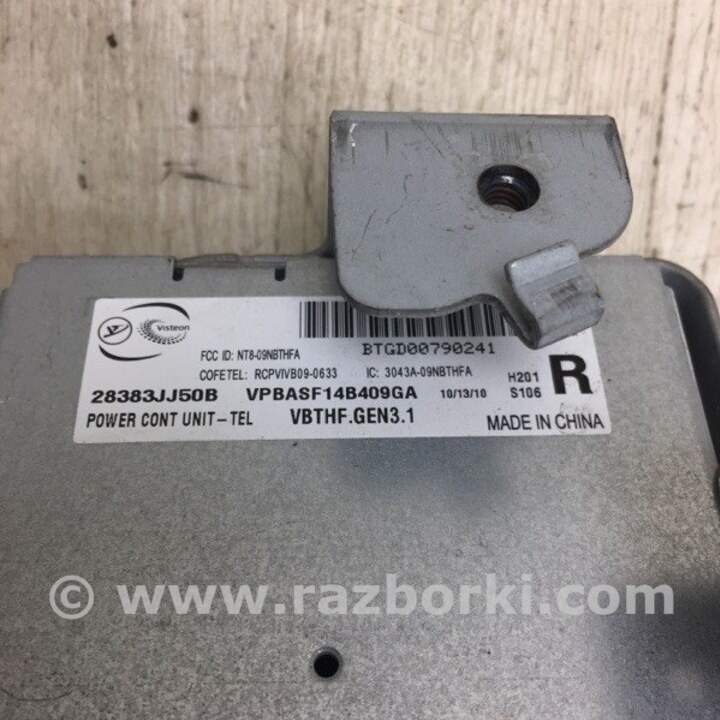 Visteon
FCC ID: NT8-09NBTHFA
BTGD00790241
COFETEL: RCPVIVB09-0633 IC: 3043A-09NBTHFA
28383JJ50B VPBASF14B409GA 10/13/10 H201 S106 R
POWER CONT UNIT-TEL VBTHF.GEN3.1 MADE IN CHINA
© www.razborki.com